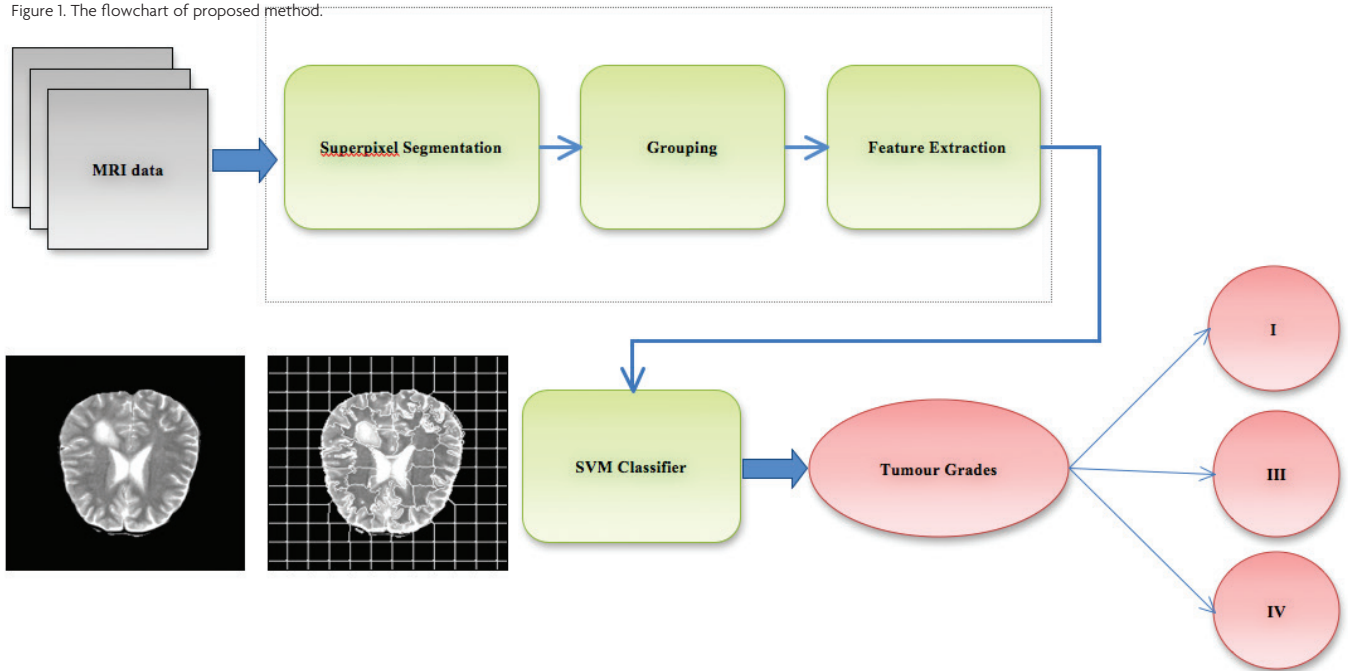 Figure 1. The flowchart of proposed method.
MRI data
Superpixel Segmentation
Grouping
Feature Extraction
SVM Classifier
Tumour Grades
I
III
IV